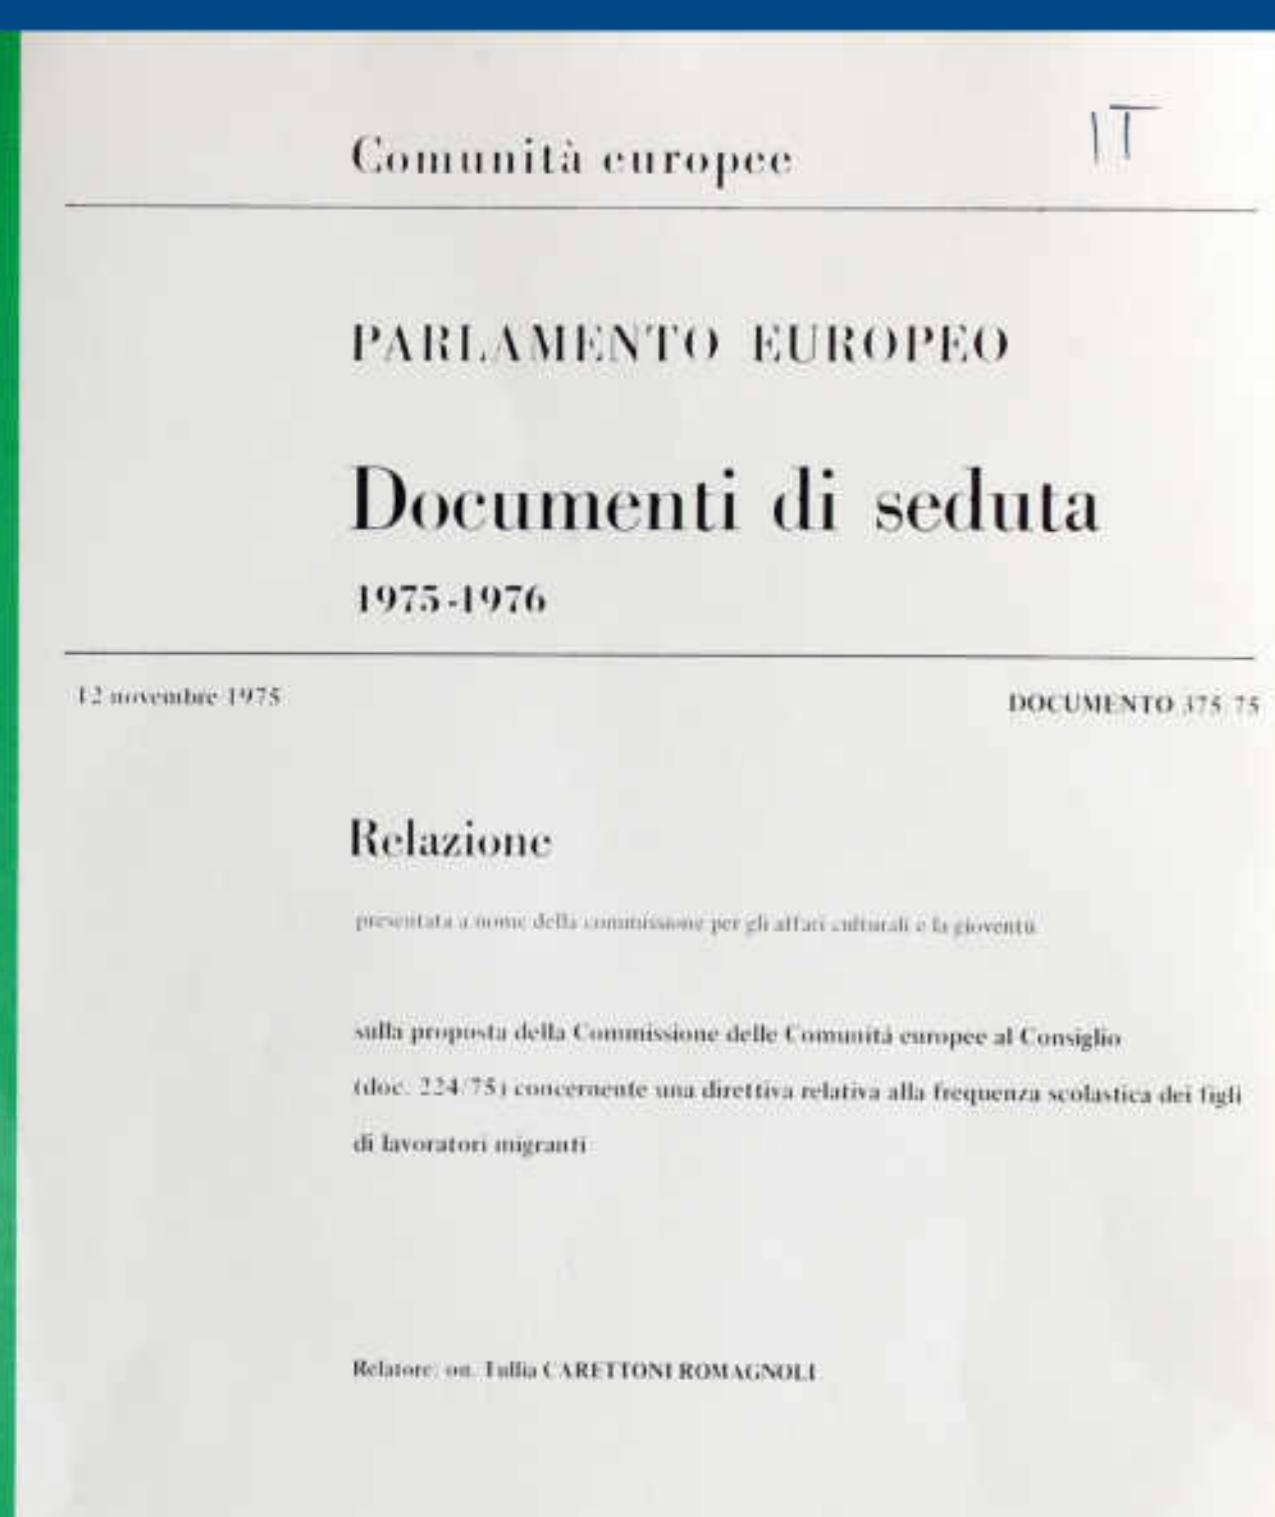 IT
Comunità europee
PARLAMENTO EUROPEO
Documenti di seduta
1975-1976
12 novembre 1975
DOCUMENTO 375/75
Relazione
presentata a nome della commissione per gli affari culturali e la gioventù
sulla proposta della Commissione delle Comunità europee al Consiglio
(doc. 224/75) concernente una direttiva relativa alla frequenza scolastica dei figli
di lavoratori migranti
Relatore: on. Tullia CARETTONI ROMAGNOLI